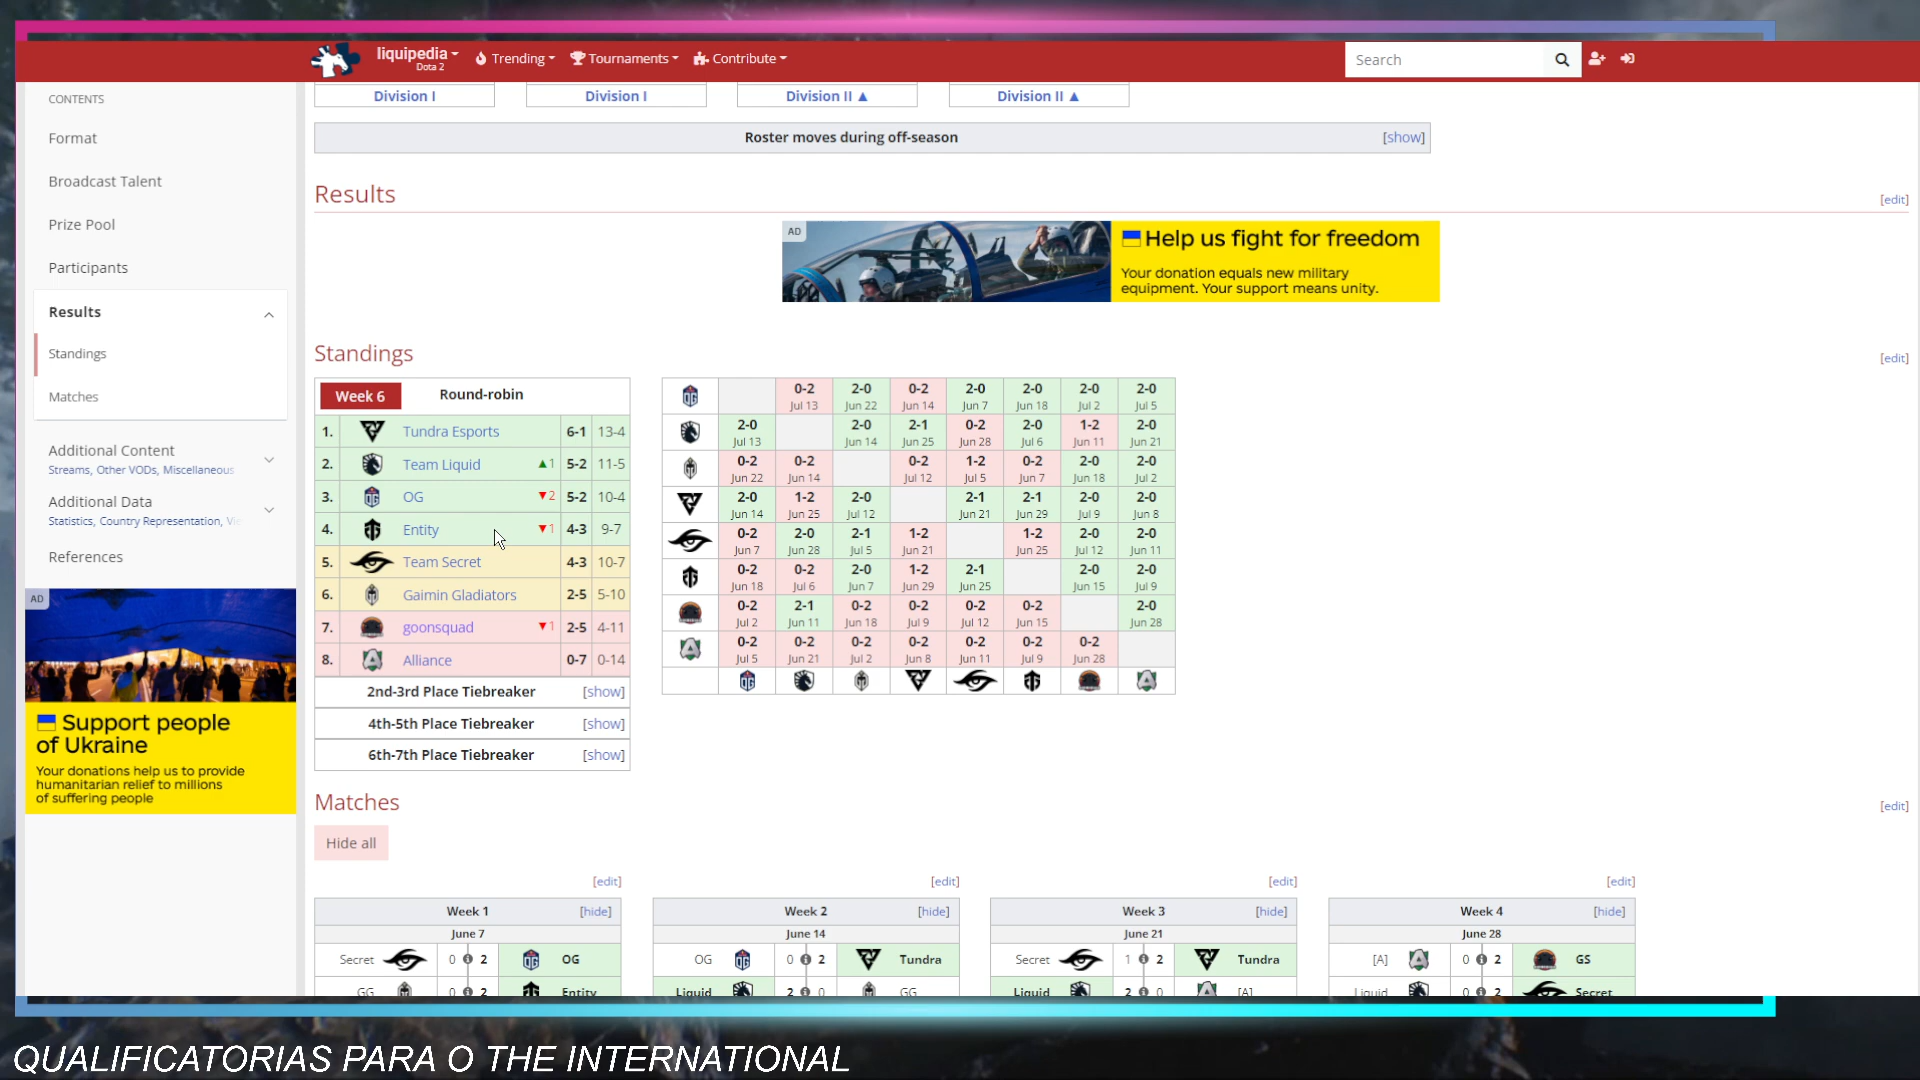 liquipedia
Dota 2
Trending
Tournaments
Contribute
Search
CONTENTS
Format
Broadcast Talent
Prize Pool
Participants
Results
Standings
Matches
Additional Content
Streams, Other VODs, Miscellaneous
Additional Data
Statistics, Country Representation,
References
AD
Support people
of Ukraine
Your donations help us to provide
humanitarian relief to millions
of suffering people
Division I Division I Division II ▲ Division II ▲
Roster moves during off-season [show]
Results [edit]
AD
Help us fight for freedom
Your donation equals new military
equipment. Your support means unity.
Standings [edit]
Week 6 Round-robin
1. Tundra Esports 6-1 13-4
2. Team Liquid ▲1 5-2 11-5
3. OG ▼2 5-2 10-4
4. Entity ▼1 4-3 9-7
5. Team Secret 4-3 10-7
6. Gaimin Gladiators 2-5 5-10
7. goonsquad ▼1 2-5 4-11
8. Alliance 0-7 0-14
2nd-3rd Place Tiebreaker [show]
4th-5th Place Tiebreaker [show]
6th-7th Place Tiebreaker [show]
0-2 2-0 0-2 2-0 2-0 2-0 2-0
Jul 13 Jun 22 Jun 14 Jun 7 Jun 18 Jul 2 Jul 5
2-0 2-0 2-1 0-2 2-0 1-2 2-0
Jul 13 Jun 14 Jun 25 Jun 28 Jul 6 Jun 11 Jun 21
0-2 0-2 0-2 1-2 0-2 2-0 2-0
Jun 22 Jun 14 Jul 12 Jul 5 Jun 7 Jun 18 Jul 2
2-0 1-2 2-0 2-1 2-1 2-0 2-0
Jun 14 Jun 25 Jul 12 Jun 21 Jun 29 Jul 9 Jun 8
0-2 2-0 2-1 1-2 1-2 2-0 2-0
Jun 7 Jun 28 Jul 5 Jun 21 Jun 25 Jul 12 Jun 11
0-2 0-2 2-0 1-2 2-1 2-0 2-0
Jun 18 Jul 6 Jun 7 Jun 29 Jun 25 Jun 15 Jul 9
0-2 2-1 0-2 0-2 0-2 0-2 2-0
Jul 2 Jun 11 Jun 18 Jul 9 Jul 12 Jun 15 Jun 28
0-2 0-2 0-2 0-2 0-2 0-2 0-2
Jul 5 Jun 21 Jul 2 Jun 8 Jun 11 Jul 9 Jun 28
Matches [edit]
Hide all
[edit] [edit] [edit] [edit]
Week 1 [hide] Week 2 [hide] Week 3 [hide] Week 4 [hide]
June 7 June 14 June 21 June 28
Secret 0 2 OG OG 0 2 Tundra Secret 1 2 Tundra [A] 0 2 GS
GG 0 2 Entity Liquid 2 0 GG Liquid 2 0 [A] Liquid 0 2 Secret
QUALIFICATORIAS PARA O THE INTERNATIONAL